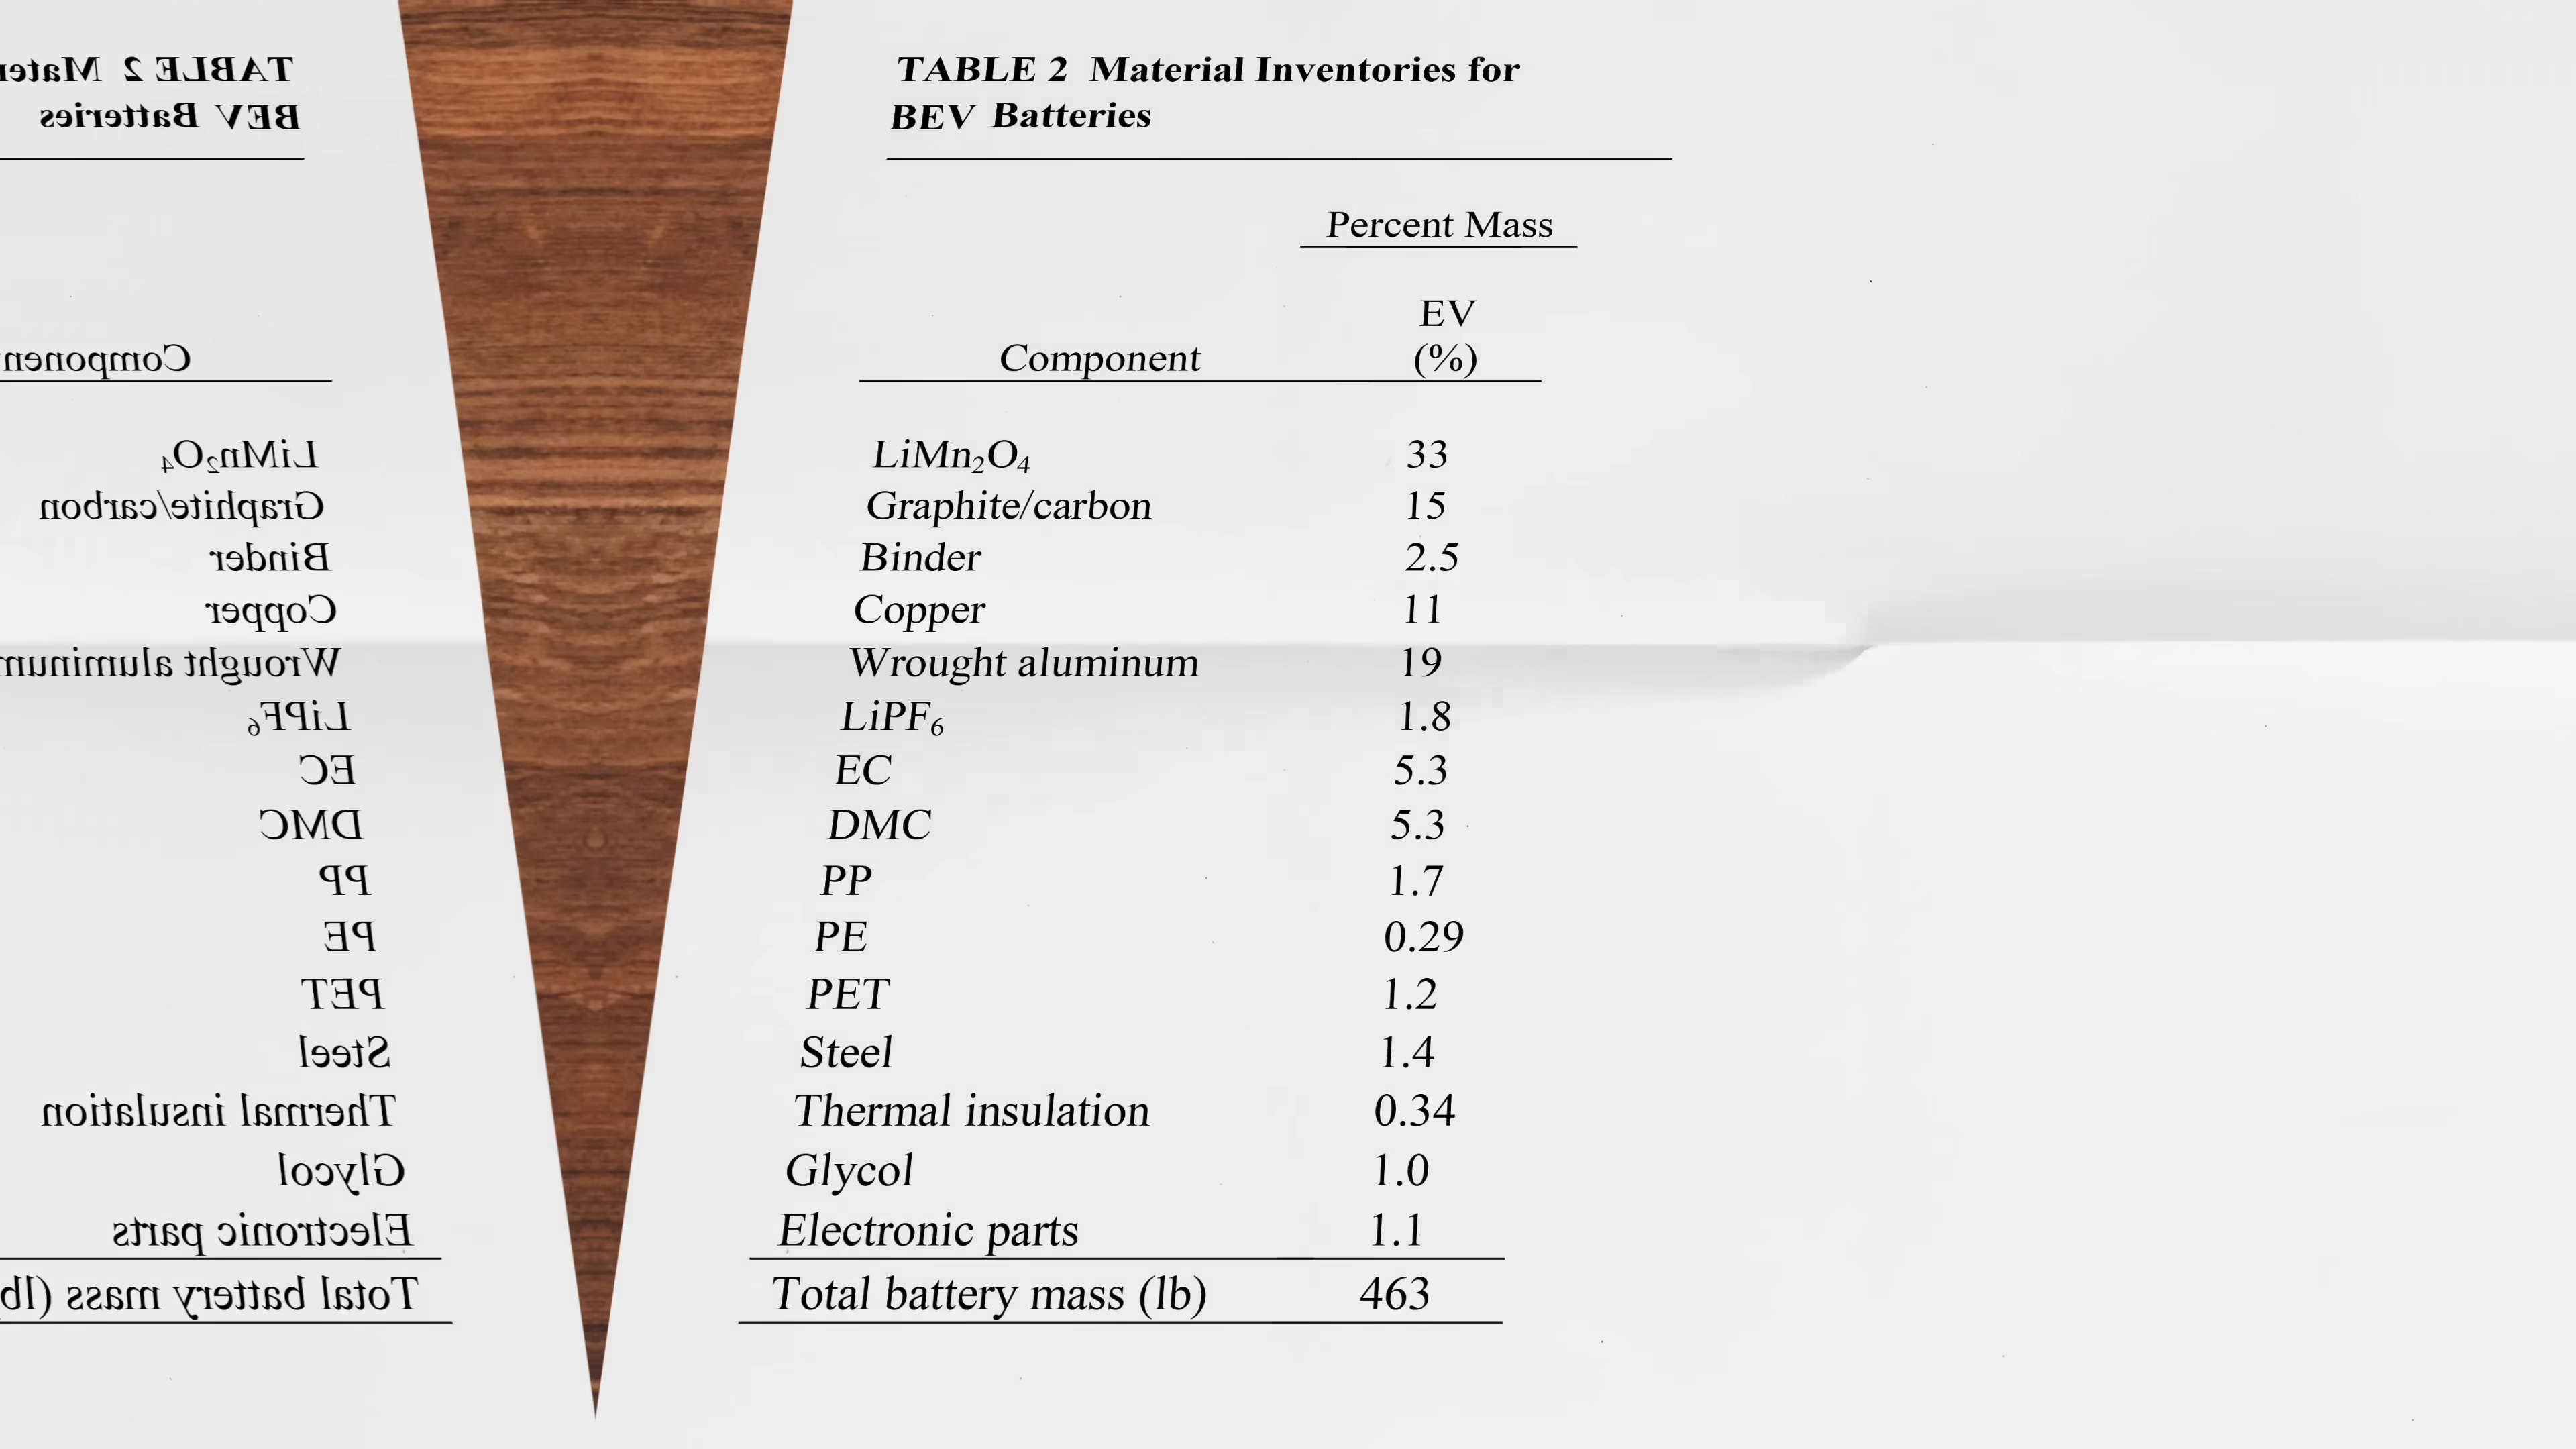 TABLE 2 Material Inventories for
BEV Batteries
Percent Mass
EV
Component (%)
LiMn₂O₄ 33
Graphite/carbon 15
Binder 2.5
Copper 11
Wrought aluminum 19
LiPF₆ 1.8
EC 5.3
DMC 5.3
PP 1.7
PE 0.29
PET 1.2
Steel 1.4
Thermal insulation 0.34
Glycol 1.0
Electronic parts 1.1
Total battery mass (lb) 463